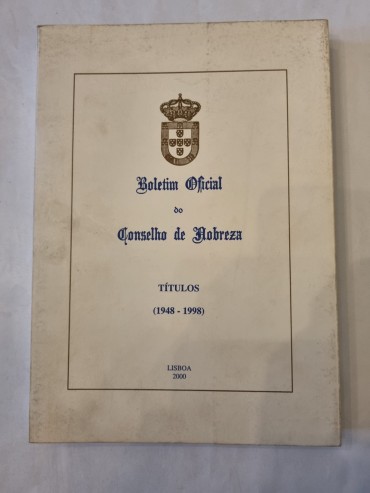 Boletim Oficial
do
Conselho de Nobreza
TÍTULOS
(1948 - 1998)
LISBOA
2000